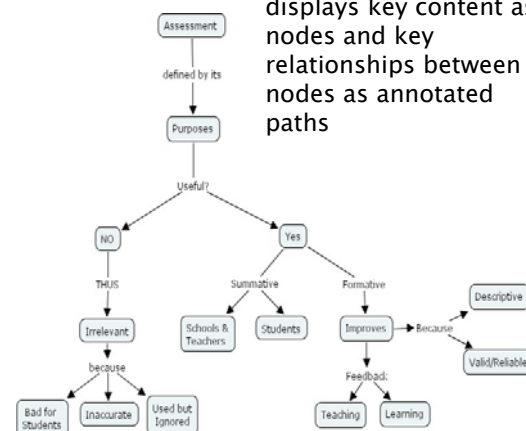 displays key content as
nodes and key
relationships between
nodes as annotated
paths
Assessment
defined by its
Purposes
Useful?
NO
Yes
THUS
Summative
Formative
Irrelevant
Schools &
Teachers
Students
Improves
Because
Descriptive
Valid/Reliable
because
Feedback:
Bad for
Students
Inaccurate
Used but
Ignored
Teaching
Learning